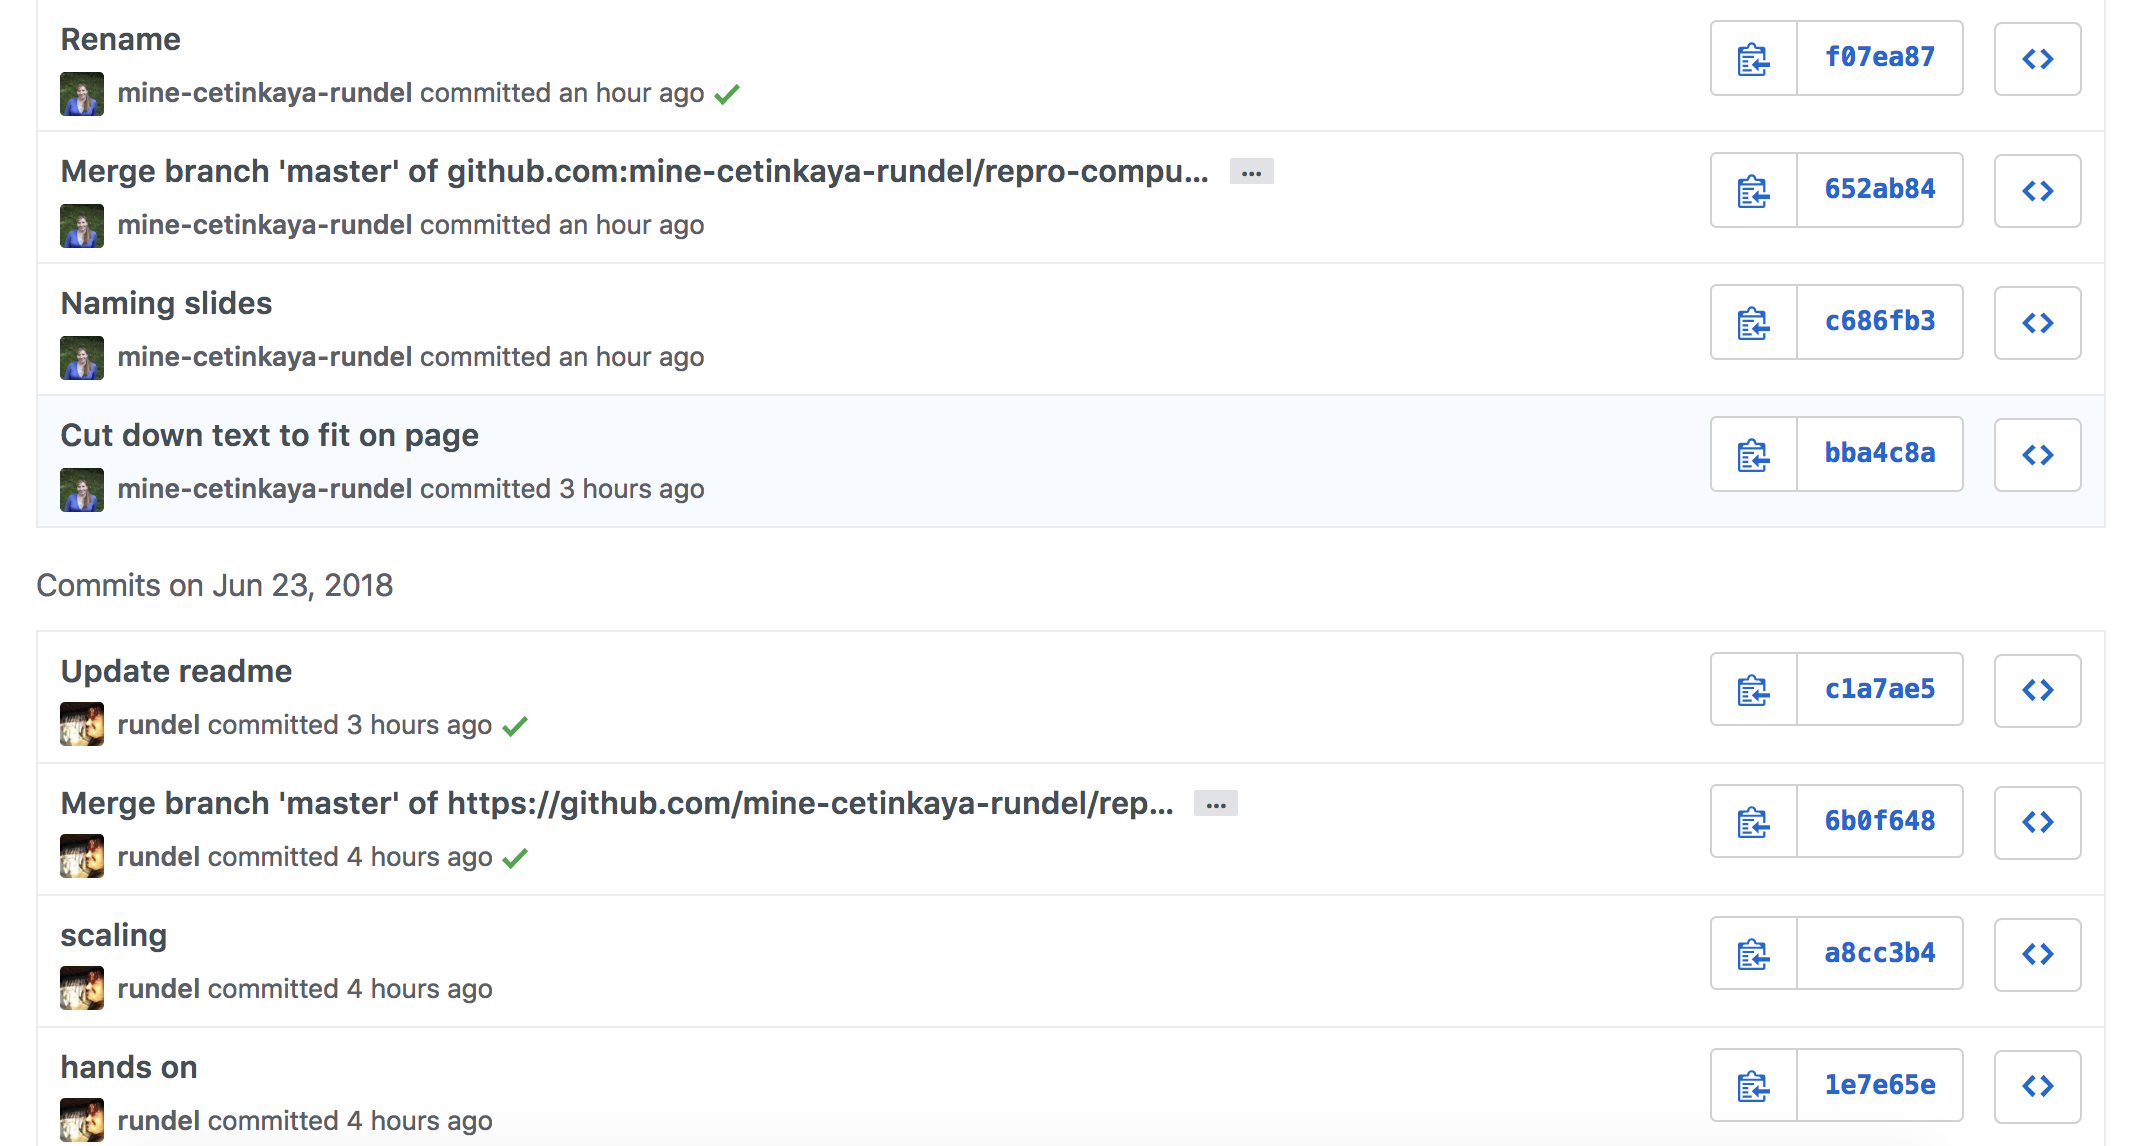 Rename
mine-cetinkaya-rundel committed an hour ago
f07ea87
Merge branch 'master' of github.com:mine-cetinkaya-rundel/repro-compu... ...
mine-cetinkaya-rundel committed an hour ago
652ab84
Naming slides
mine-cetinkaya-rundel committed an hour ago
c686fb3
Cut down text to fit on page
mine-cetinkaya-rundel committed 3 hours ago
bba4c8a
Commits on Jun 23, 2018
Update readme
rundel committed 3 hours ago
c1a7ae5
Merge branch 'master' of https://github.com/mine-cetinkaya-rundel/rep... ...
rundel committed 4 hours ago
6b0f648
scaling
rundel committed 4 hours ago
a8cc3b4
hands on
rundel committed 4 hours ago
1e7e65e